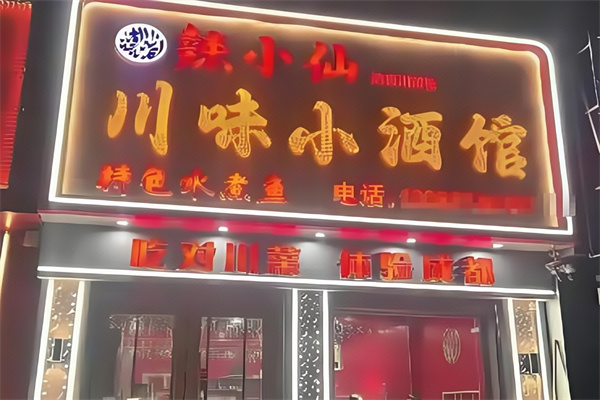 小仙
川味小酒馆
特色水煮鱼 电话
吃对川菜 体验成都